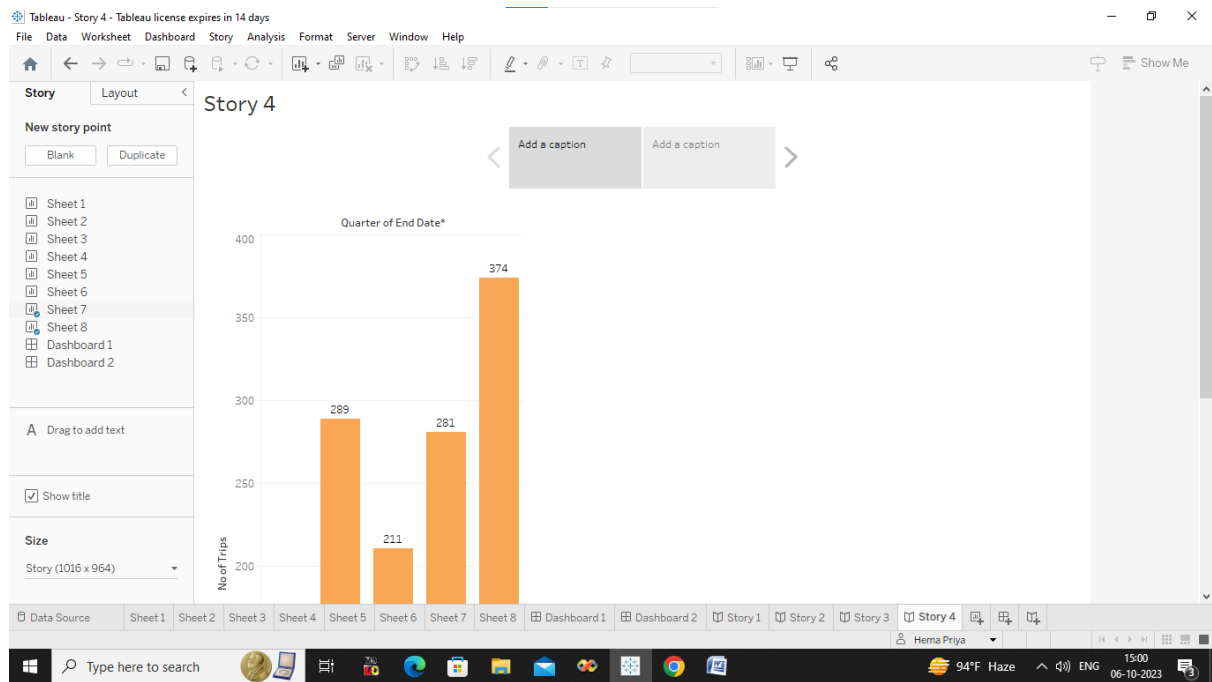 Tableau - Story 4 - Tableau license expires in 14 days
File Data Worksheet Dashboard Story Analysis Format Server Window Help
Show Me
Story Layout
New story point
Blank Duplicate
Sheet 1
Sheet 2
Sheet 3
Sheet 4
Sheet 5
Sheet 6
Sheet 7
Sheet 8
Dashboard 1
Dashboard 2
A Drag to add text
Show title
Size
Story (1016 x 964)
Story 4
Add a caption Add a caption
Quarter of End Date*
400
374
350
300
289
281
250
211
200
No of Trips
Data Source Sheet 1 Sheet 2 Sheet 3 Sheet 4 Sheet 5 Sheet 6 Sheet 7 Sheet 8 Dashboard 1 Dashboard 2 Story 1 Story 2 Story 3 Story 4
Hema Priya
Type here to search
94°F Haze
ENG
15:00
06-10-2023
3